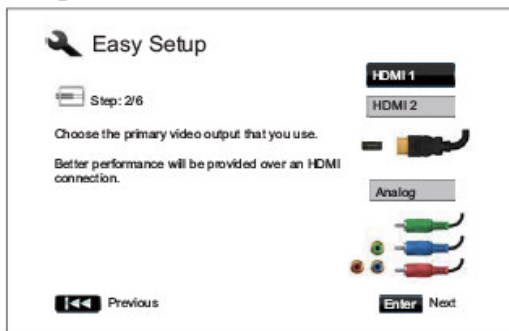 Easy Setup
Step: 2/6
Choose the primary video output that you use.
Better performance will be provided over an HDMI
connection.
HDMI 1
HDMI 2
Analog
Previous
Enter Next